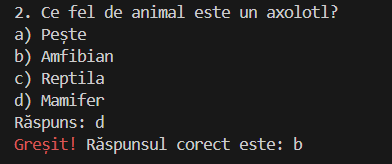 2. Ce fel de animal este un axolotl?
a) Pește
b) Amfibian
c) Reptila
d) Mamifer
Răspuns: d
Greșit! Răspunsul corect este: b